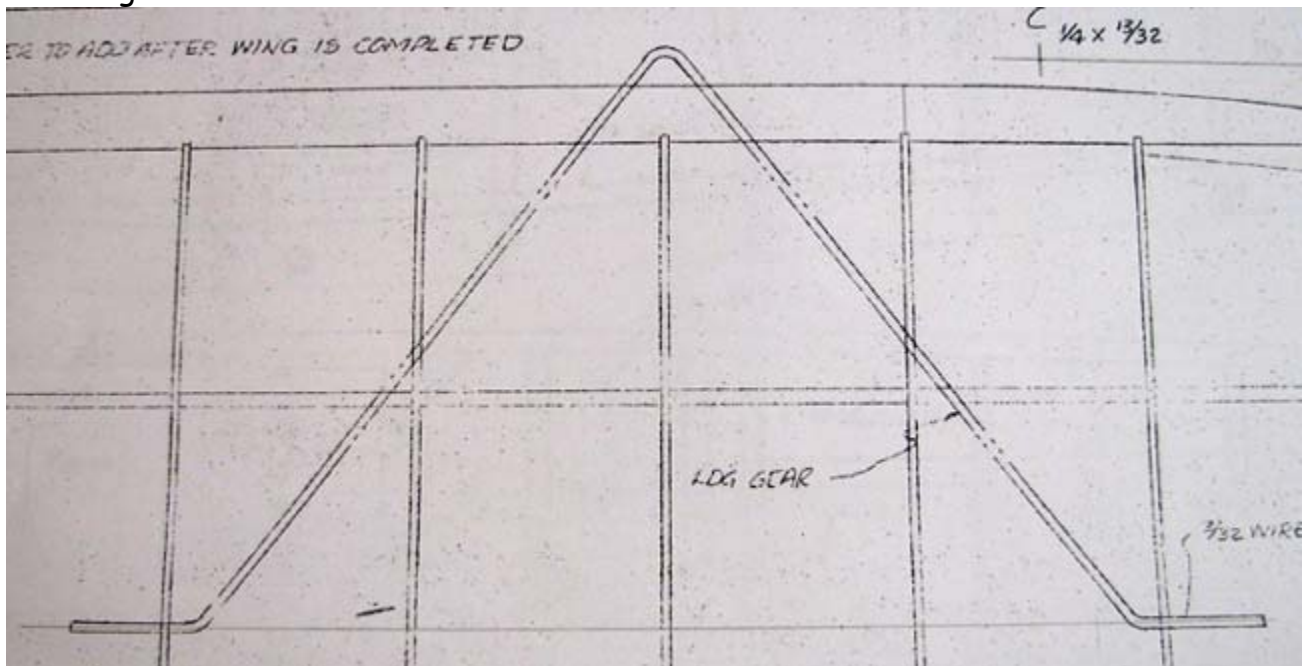 TO ADD AFTER WING IS COMPLETED
C 1/4 x 13/32
LDG GEAR
3/32 WIRE